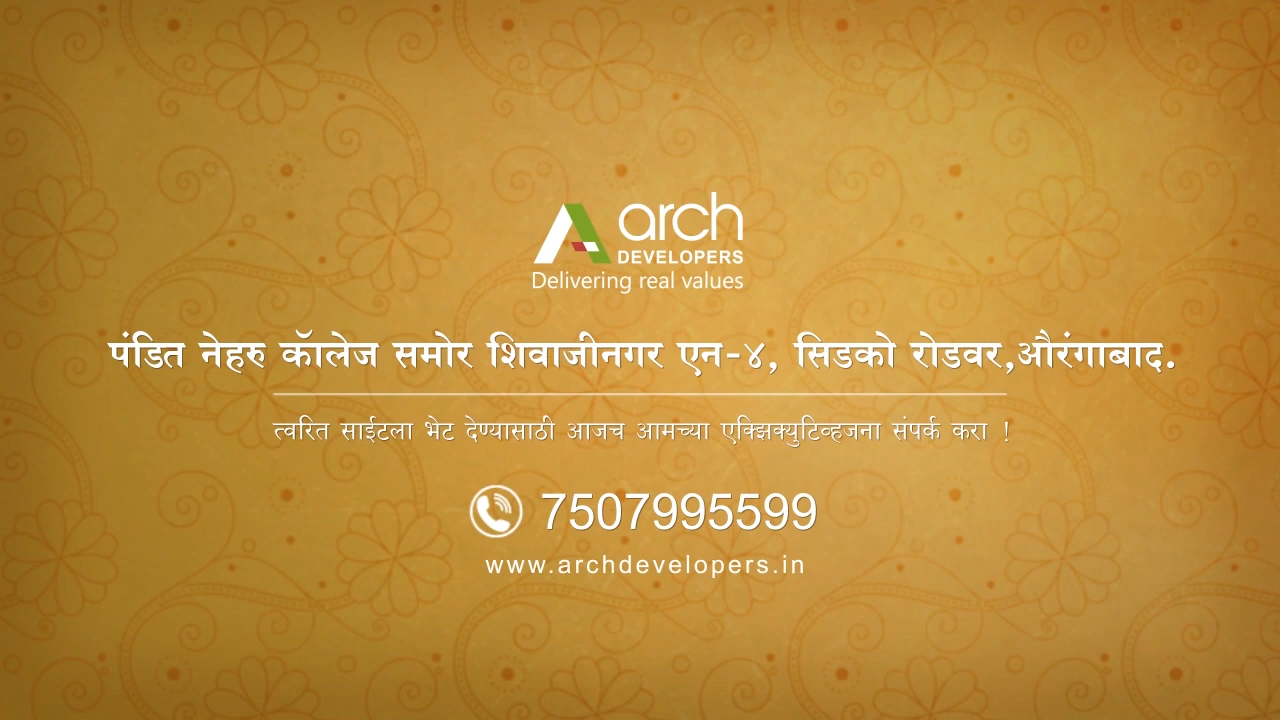 arch
DEVELOPERS
Delivering real values
पंडित नेहरु कॉलेज समोर शिवाजीनगर एन-४, सिडको रोडवर,औरंगाबाद.
त्वरित साईटला भेट देण्यासाठी आजच आमच्या एक्झिक्युटिव्हजना संपर्क करा !
7507995599
www.archdevelopers.in